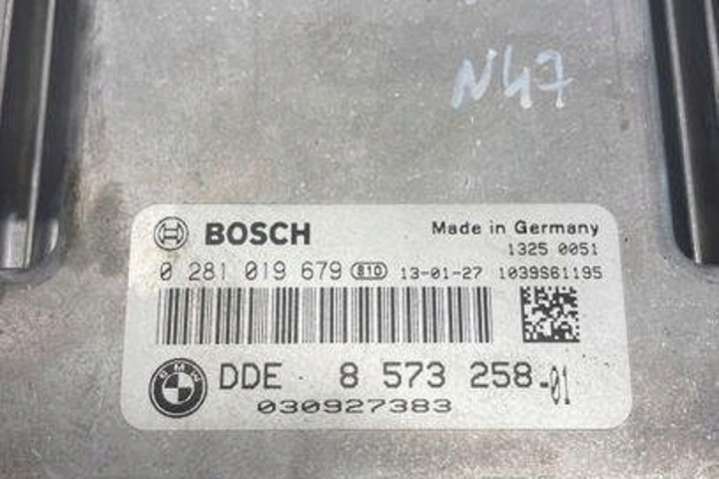 N47
BOSCH Made in Germany
1325 0051
0 281 019 679 810 13-01-27 1039S61195
BMW DDE 8 573 258-01
030927383